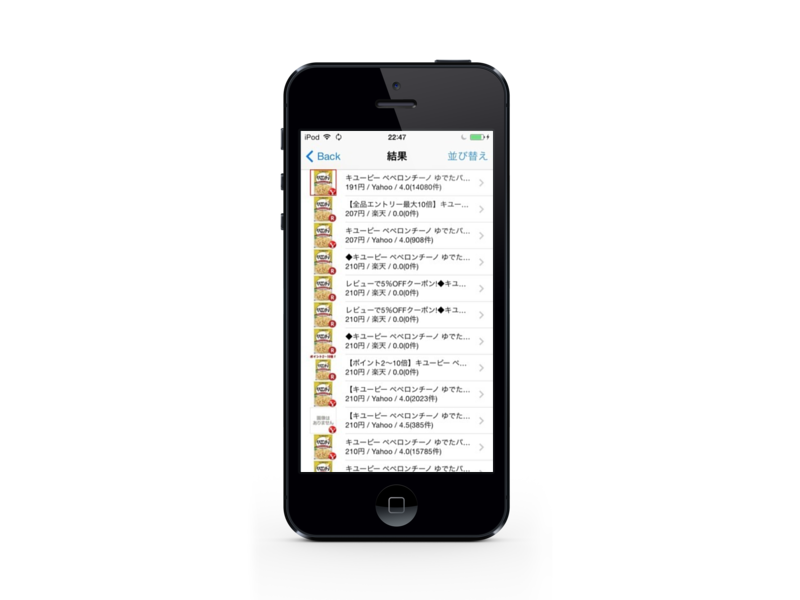 iPod 22:47
Back 結果 並び替え
キユーピー ペペロンチーノ ゆでたパ...
191円 / Yahoo / 4.0(14080件)
【全品エントリー最大10倍】キユー...
207円 / 楽天 / 0.0(0件)
キユーピー ペペロンチーノ ゆでたパ...
207円 / Yahoo / 4.0(908件)
◆キユーピー ペペロンチーノ ゆでた...
210円 / 楽天 / 0.0(0件)
レビューで5%OFFクーポン!◆キユ...
210円 / 楽天 / 0.0(0件)
レビューで5%OFFクーポン!◆キユ...
210円 / 楽天 / 0.0(0件)
◆キユーピー ペペロンチーノ ゆでた...
210円 / 楽天 / 0.0(0件)
【ポイント2〜10倍】キユーピー ペ...
210円 / 楽天 / 0.0(0件)
【キユーピー ペペロンチーノ ゆでた...
210円 / Yahoo / 4.0(2023件)
画像は
ありません
【キユーピー ペペロンチーノ ゆでた...
210円 / Yahoo / 4.5(385件)
キユーピー ペペロンチーノ ゆでたパ...
210円 / Yahoo / 4.0(15785件)
キユーピー ペペロンチーノ ゆでたパ...